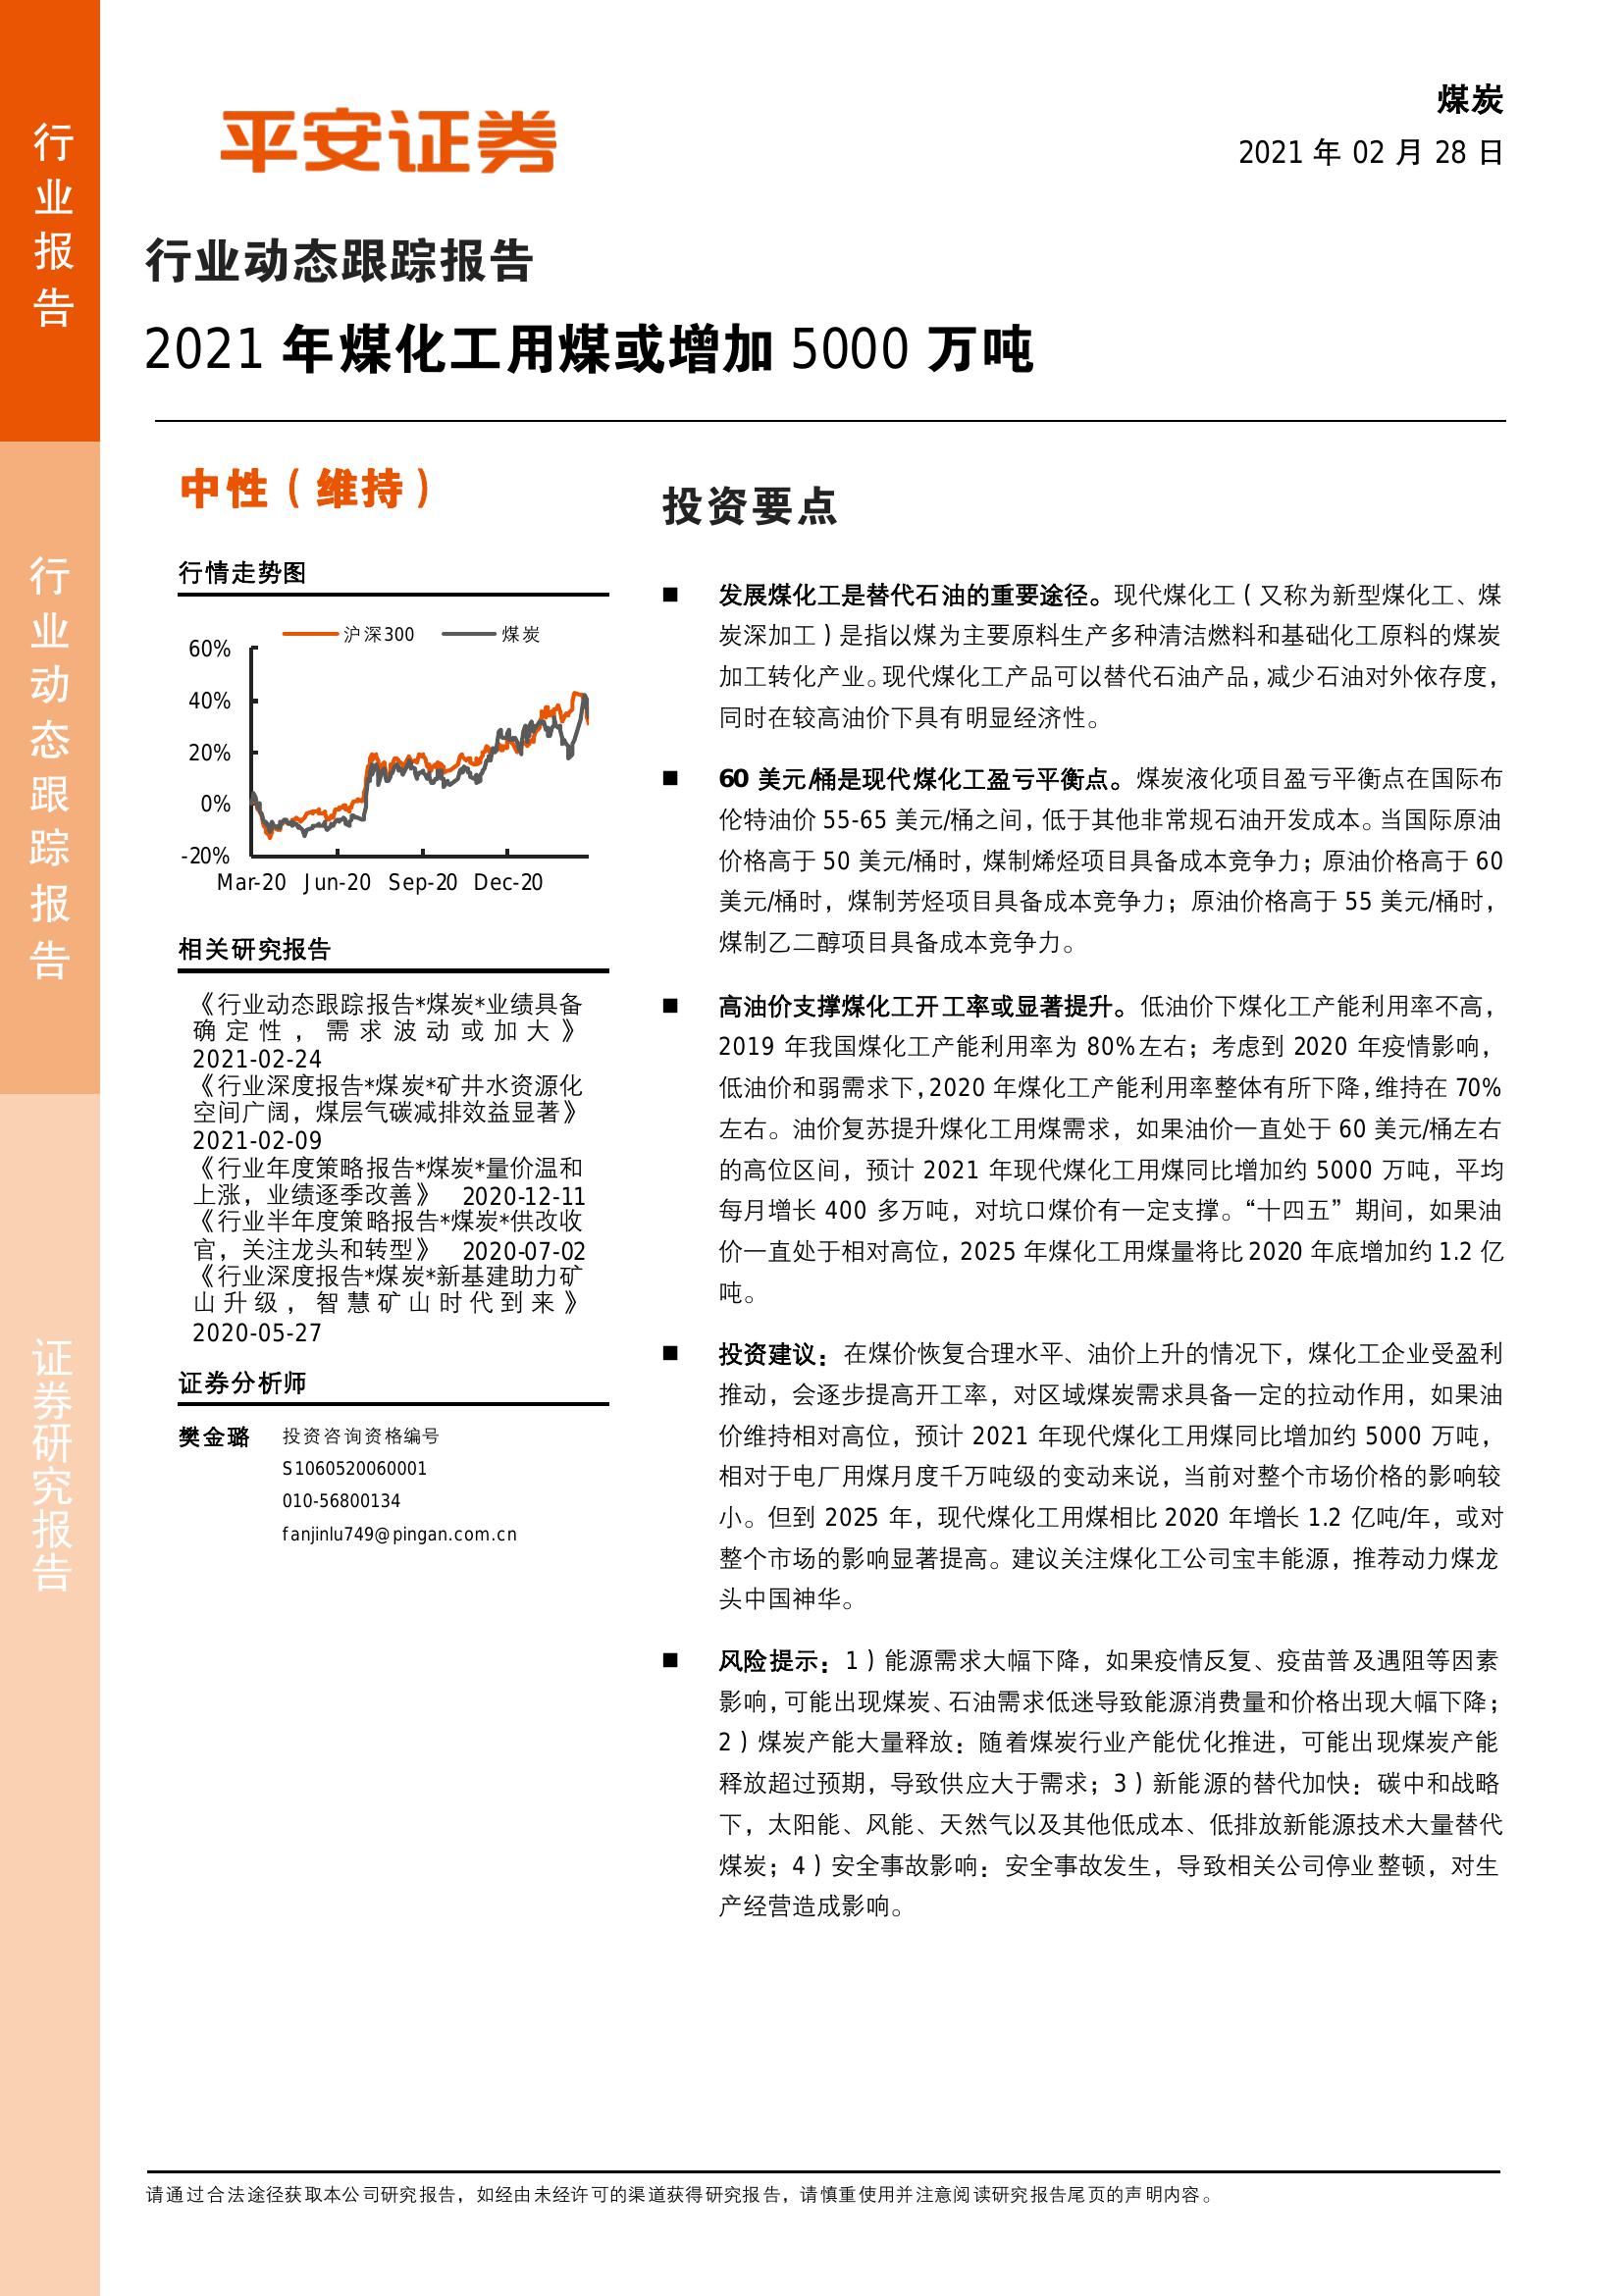 行业报告
行业动态跟踪报告
证券研究报告
平安证券
煤炭
2021 年 02 月 28 日
行业动态跟踪报告
2021 年煤化工用煤或增加 5000 万吨
中性（维持）
行情走势图
沪深300 煤炭
60%
40%
20%
0%
-20%
Mar-20 Jun-20 Sep-20 Dec-20
相关研究报告
《行业动态跟踪报告*煤炭*业绩具备
确定性，需求波动或加大》
2021-02-24
《行业深度报告*煤炭*矿井水资源化
空间广阔，煤层气碳减排效益显著》
2021-02-09
《行业年度策略报告*煤炭*量价温和
上涨，业绩逐季改善》 2020-12-11
《行业半年度策略报告*煤炭*供改收
官，关注龙头和转型》 2020-07-02
《行业深度报告*煤炭*新基建助力矿
山升级，智慧矿山时代到来》
2020-05-27
证券分析师
樊金璐 投资咨询资格编号
S1060520060001
010-56800134
fanjinlu749@pingan.com.cn
投资要点
■ 发展煤化工是替代石油的重要途径。现代煤化工（又称为新型煤化工、煤
炭深加工）是指以煤为主要原料生产多种清洁燃料和基础化工原料的煤炭
加工转化产业。现代煤化工产品可以替代石油产品，减少石油对外依存度，
同时在较高油价下具有明显经济性。
■ 60 美元/桶是现代煤化工盈亏平衡点。煤炭液化项目盈亏平衡点在国际布
伦特油价 55-65 美元/桶之间，低于其他非常规石油开发成本。当国际原油
价格高于 50 美元/桶时，煤制烯烃项目具备成本竞争力；原油价格高于 60
美元/桶时，煤制芳烃项目具备成本竞争力；原油价格高于 55 美元/桶时，
煤制乙二醇项目具备成本竞争力。
■ 高油价支撑煤化工开工率或显著提升。低油价下煤化工产能利用率不高，
2019 年我国煤化工产能利用率为 80%左右；考虑到 2020 年疫情影响，
低油价和弱需求下，2020 年煤化工产能利用率整体有所下降，维持在 70%
左右。油价复苏提升煤化工用煤需求，如果油价一直处于 60 美元/桶左右
的高位区间，预计 2021 年现代煤化工用煤同比增加约 5000 万吨，平均
每月增长 400 多万吨，对坑口煤价有一定支撑。“十四五”期间，如果油
价一直处于相对高位，2025 年煤化工用煤量将比 2020 年底增加约 1.2 亿
吨。
■ 投资建议：在煤价恢复合理水平、油价上升的情况下，煤化工企业受盈利
推动，会逐步提高开工率，对区域煤炭需求具备一定的拉动作用，如果油
价维持相对高位，预计 2021 年现代煤化工用煤同比增加约 5000 万吨，
相对于电厂用煤月度千万吨级的变动来说，当前对整个市场价格的影响较
小。但到 2025 年，现代煤化工用煤相比 2020 年增长 1.2 亿吨/年，或对
整个市场的影响显著提高。建议关注煤化工公司宝丰能源，推荐动力煤龙
头中国神华。
■ 风险提示：1）能源需求大幅下降，如果疫情反复、疫苗普及遇阻等因素
影响，可能出现煤炭、石油需求低迷导致能源消费量和价格出现大幅下降；
2）煤炭产能大量释放：随着煤炭行业产能优化推进，可能出现煤炭产能
释放超过预期，导致供应大于需求；3）新能源的替代加快：碳中和战略
下，太阳能、风能、天然气以及其他低成本、低排放新能源技术大量替代
煤炭；4）安全事故影响：安全事故发生，导致相关公司停业整顿，对生
产经营造成影响。
请通过合法途径获取本公司研究报告，如经由未经许可的渠道获得研究报告，请慎重使用并注意阅读研究报告尾页的声明内容。